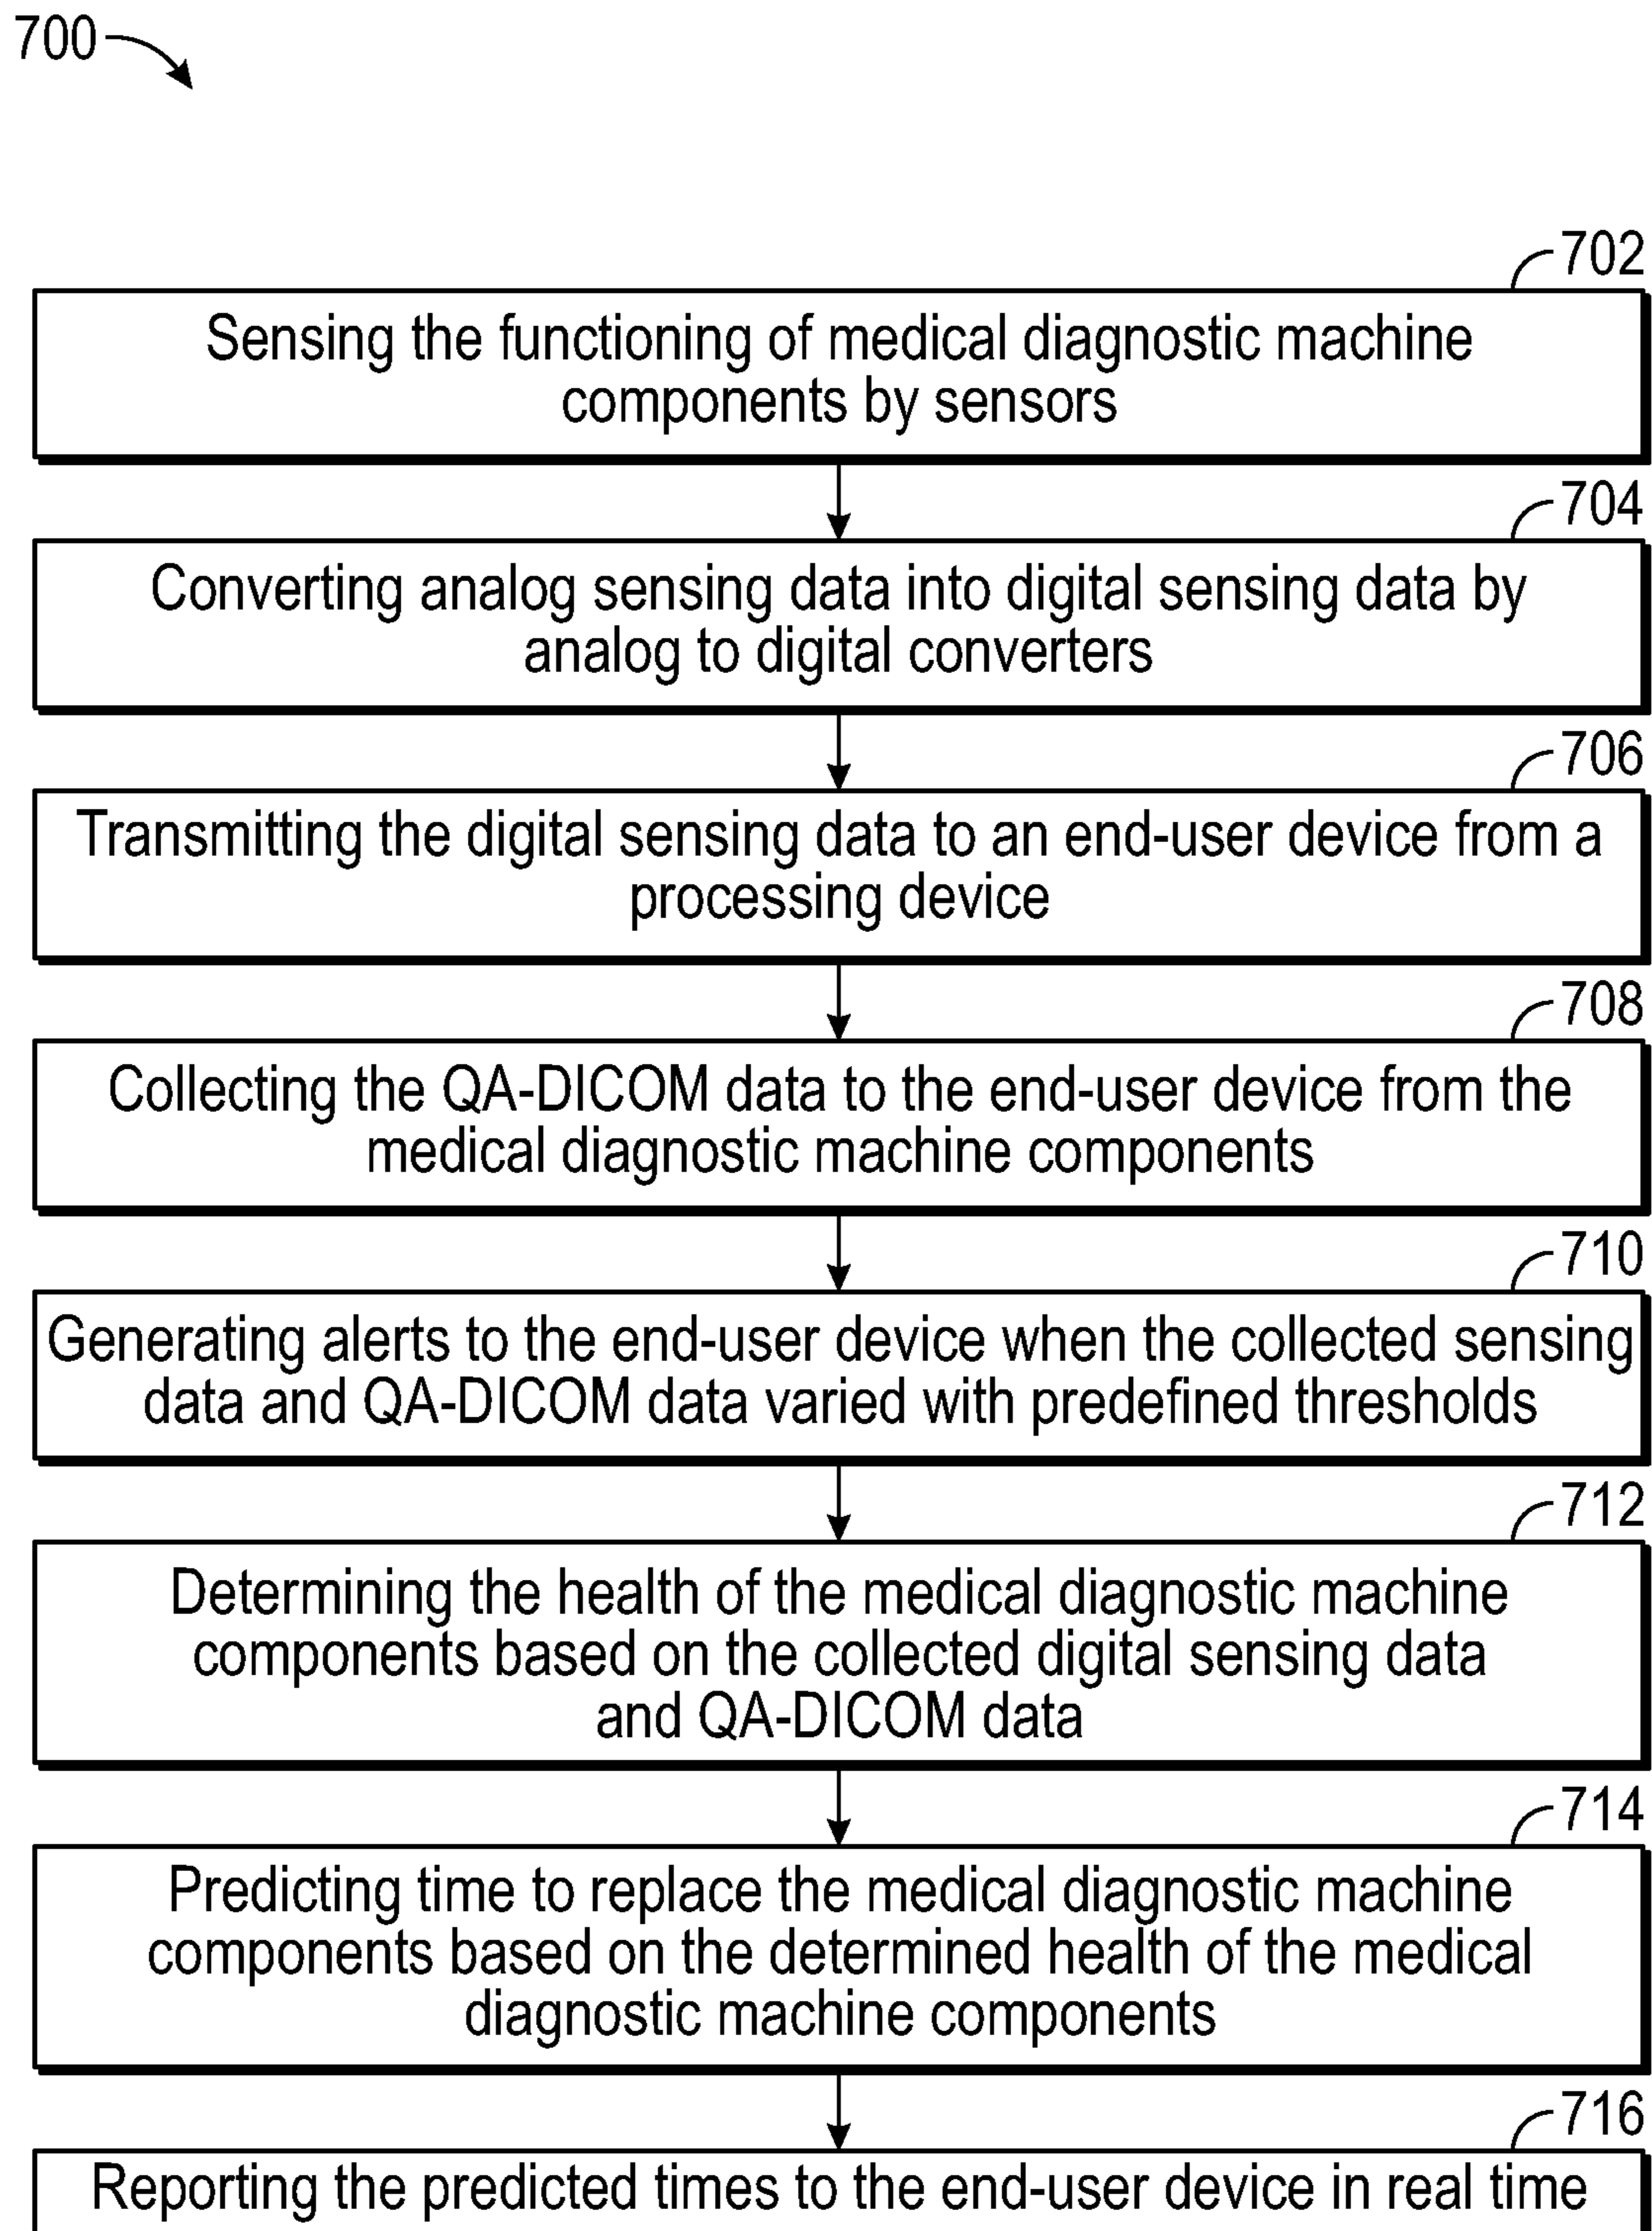 700
702
Sensing the functioning of medical diagnostic machine
components by sensors
704
Converting analog sensing data into digital sensing data by
analog to digital converters
706
Transmitting the digital sensing data to an end-user device from a
processing device
708
Collecting the QA-DICOM data to the end-user device from the
medical diagnostic machine components
710
Generating alerts to the end-user device when the collected sensing
data and QA-DICOM data varied with predefined thresholds
712
Determining the health of the medical diagnostic machine
components based on the collected digital sensing data
and QA-DICOM data
714
Predicting time to replace the medical diagnostic machine
components based on the determined health of the medical
diagnostic machine components
716
Reporting the predicted times to the end-user device in real time